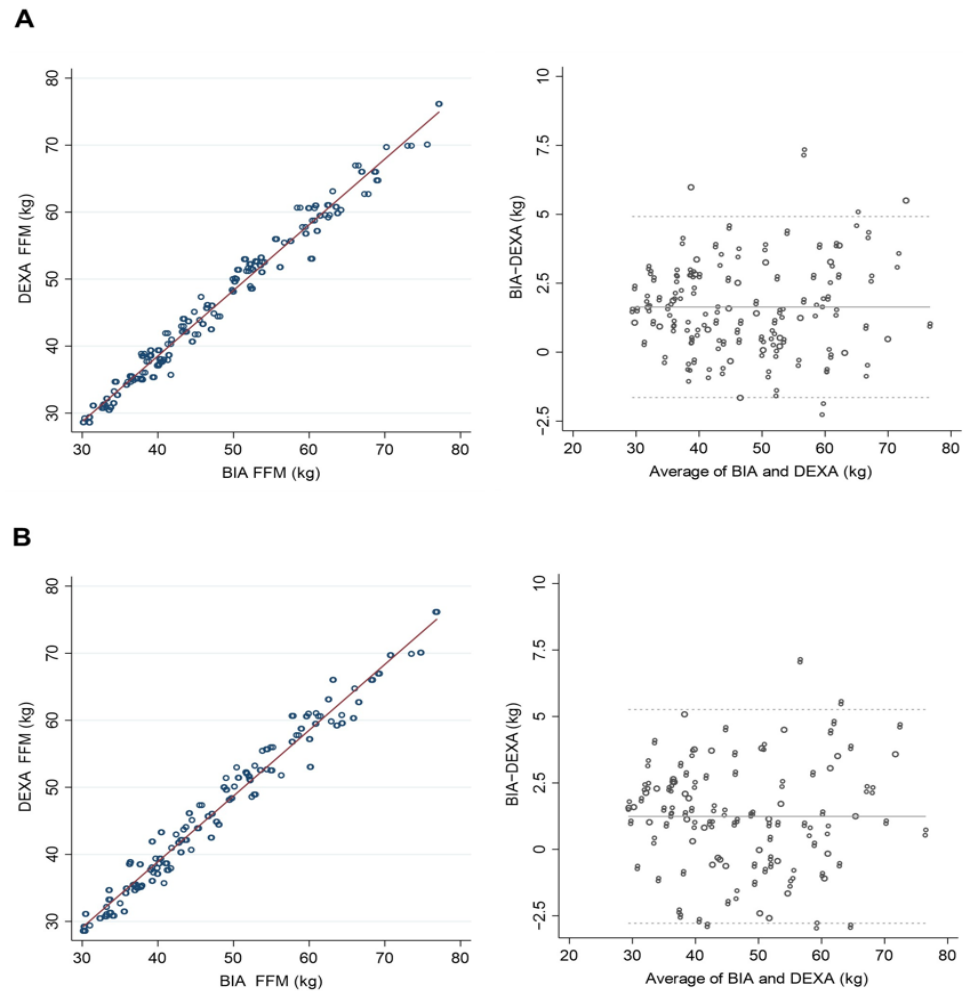 A
80
70
60
50
40
30
DEXA FFM (kg)
30 40 50 60 70 80
BIA FFM (kg)
10
7.5
5
2.5
0
−2.5
BIA−DEXA (kg)
20 30 40 50 60 70 80
Average of BIA and DEXA (kg)
B
80
70
60
50
40
30
DEXA FFM (kg)
30 40 50 60 70 80
BIA FFM (kg)
10
7.5
5
2.5
0
−2.5
BIA−DEXA (kg)
20 30 40 50 60 70 80
Average of BIA and DEXA (kg)